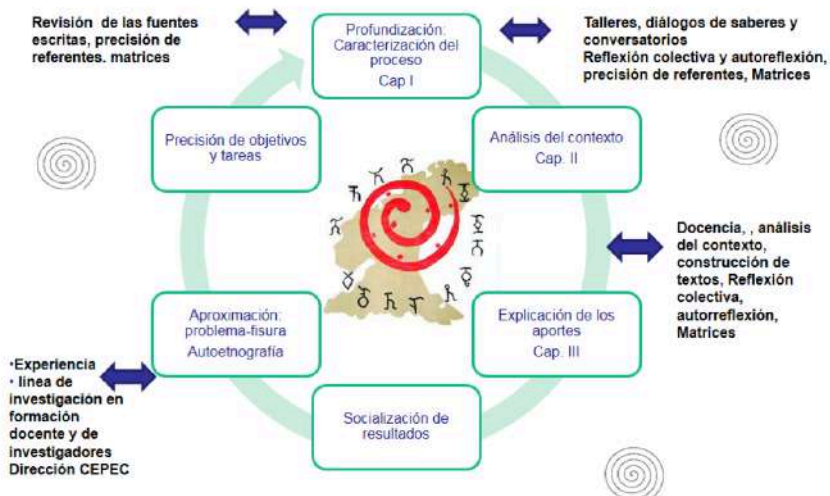 Revisión de las fuentes
escritas, precisión de
referentes. matrices
Profundización:
Caracterización del
proceso
Cap I
Talleres, diálogos de saberes y
conversatorios
Reflexión colectiva y autoreflexión,
precisión de referentes, Matrices
Precisión de objetivos
y tareas
Análisis del contexto
Cap. II
Docencia, , análisis
del contexto,
construcción de
textos, Reflexión
colectiva,
autorreflexión,
Matrices
Aproximación:
problema-fisura
Autoetnografía
Explicación de los
aportes
Cap. III
•Experiencia
• línea de
investigación en
formación
docente y de
investigadores
Dirección CEPEC
Socialización de
resultados